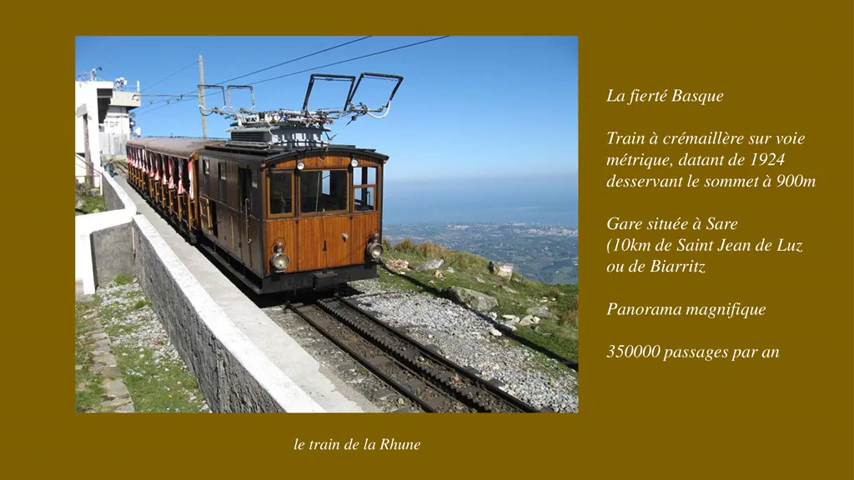 La fierté Basque
Train à crémaillère sur voie
métrique, datant de 1924
desservant le sommet à 900m
Gare située à Sare
(10km de Saint Jean de Luz
ou de Biarritz
Panorama magnifique
350000 passages par an
le train de la Rhune